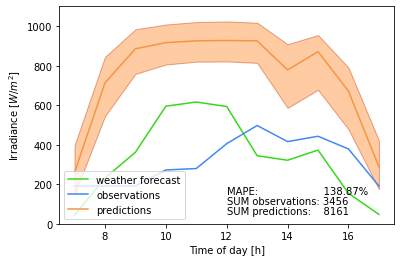 1000
800
600
400
200
0
Irradiance [W/m²]
weather forecast
observations
predictions
MAPE: 138.87%
SUM observations: 3456
SUM predictions: 8161
8 10 12 14 16
Time of day [h]